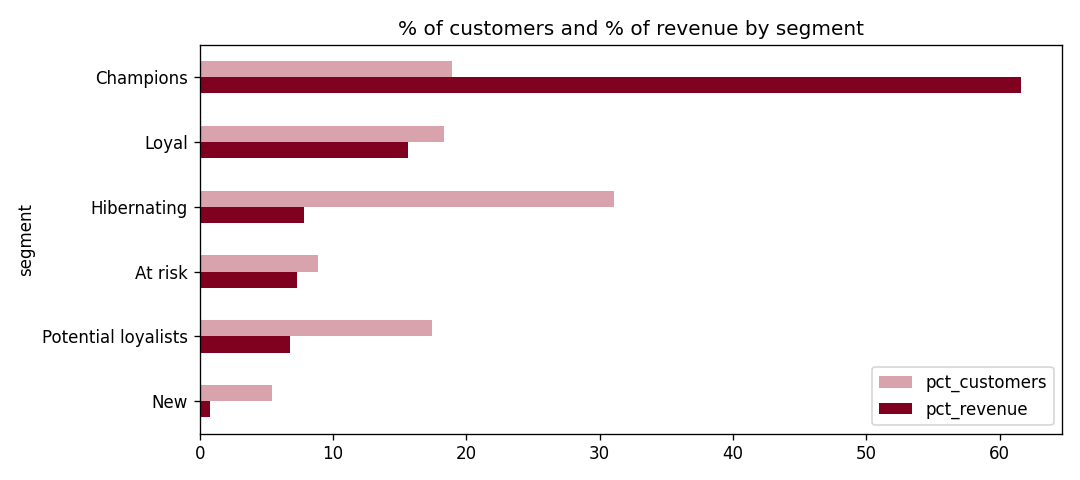 % of customers and % of revenue by segment
segment
Champions
Loyal
Hibernating
At risk
Potential loyalists
New
pct_customers
pct_revenue
0 10 20 30 40 50 60